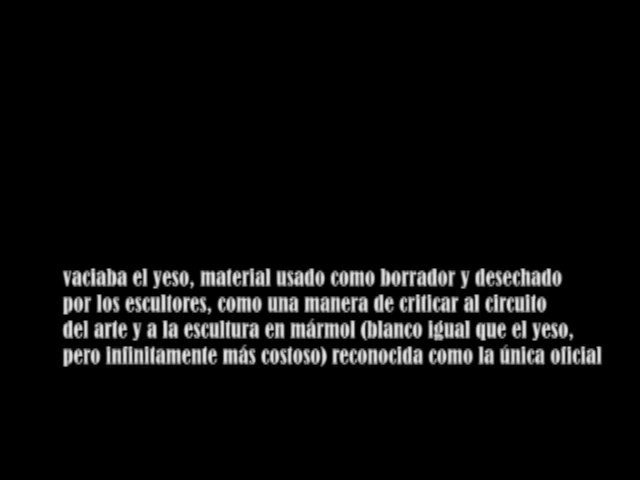 vaciaba el yeso, material usado como borrador y desechado
por los escultores, como una manera de criticar al circuito
del arte y a la escultura en mármol (blanco igual que el yeso,
pero infinitamente más costoso) reconocida como la única oficial